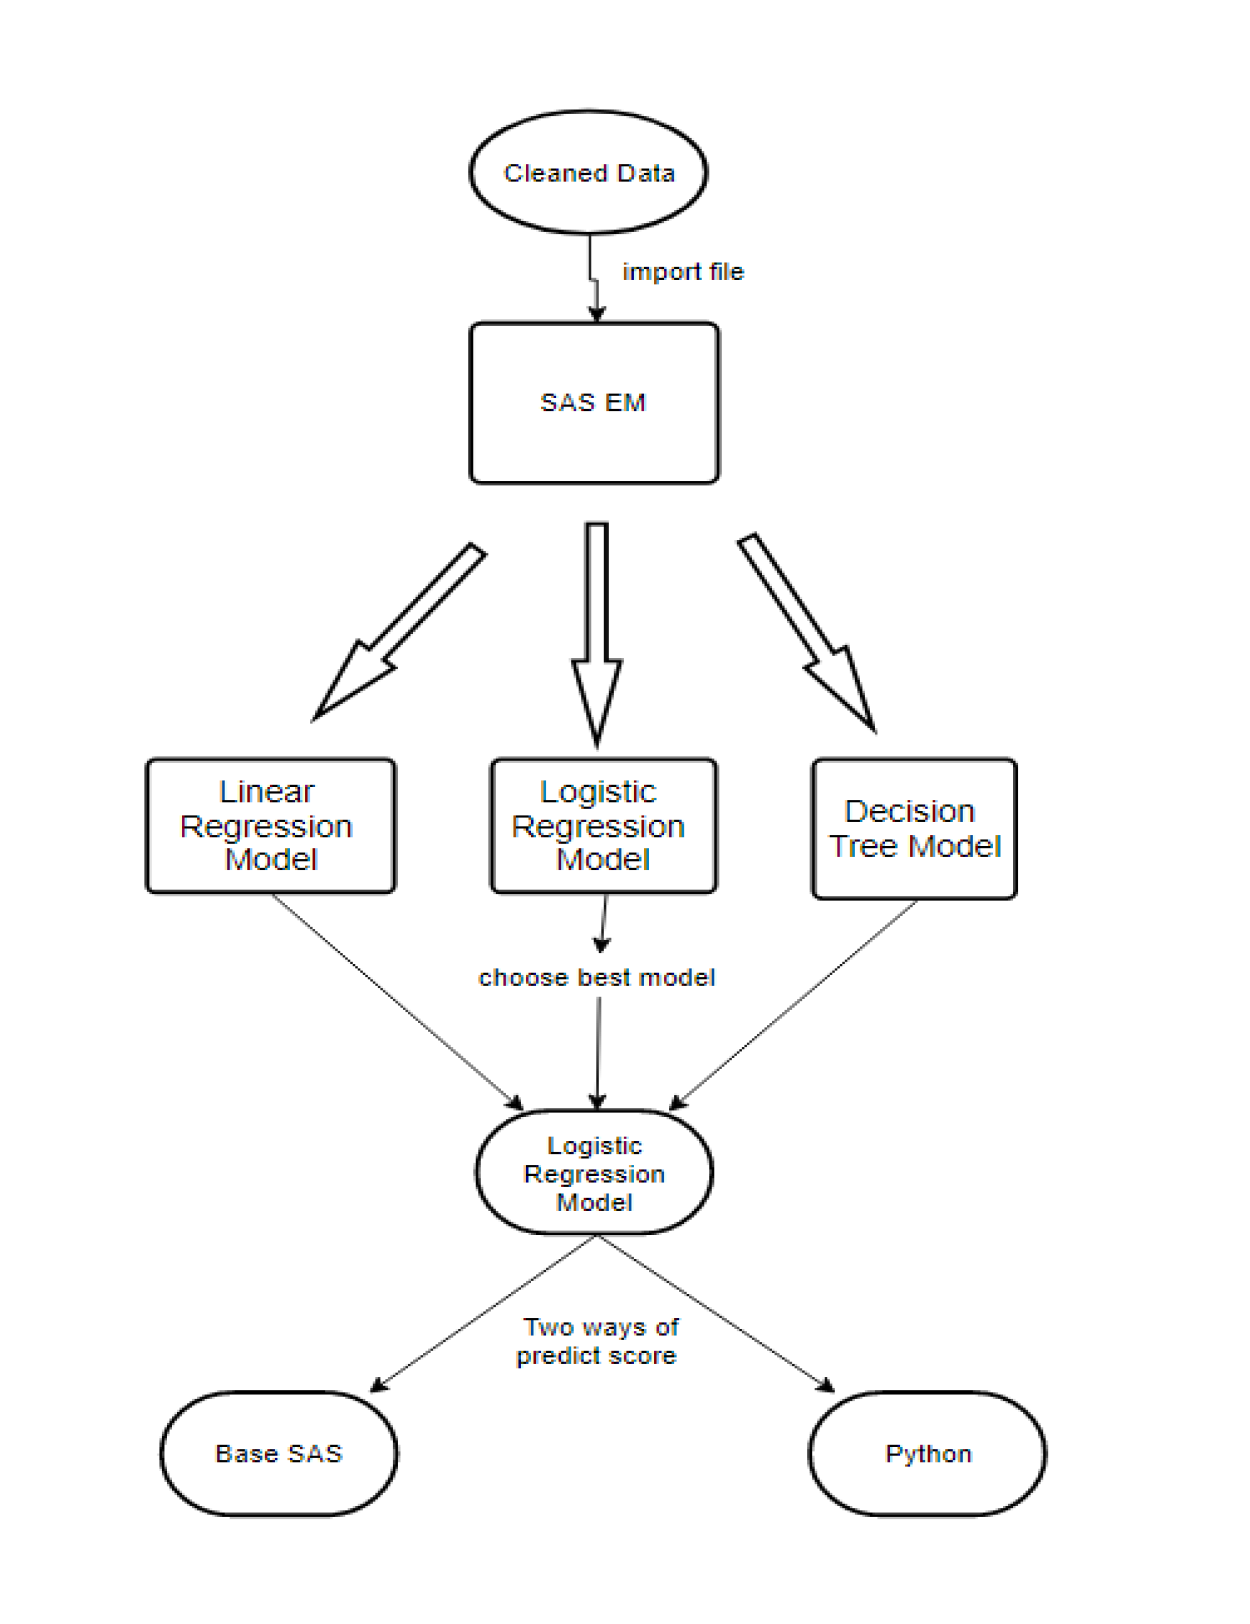 Cleaned Data
import file
SAS EM
Linear
Regression
Model
Logistic
Regression
Model
Decision
Tree Model
choose best model
Logistic
Regression
Model
Two ways of
predict score
Base SAS
Python